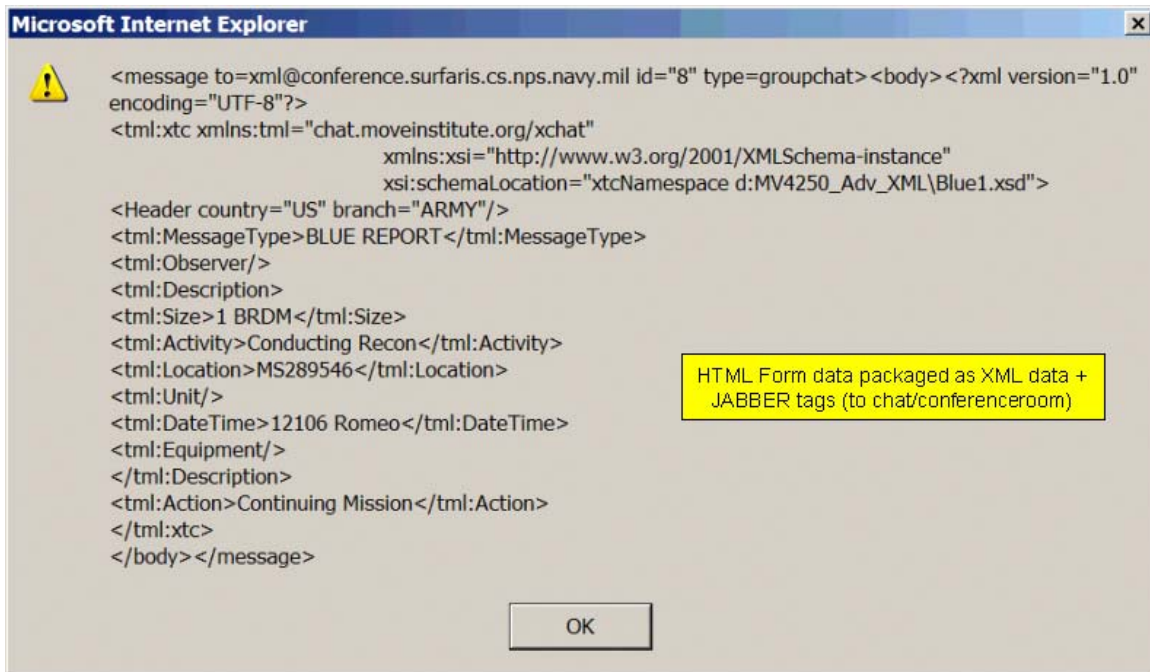 Microsoft Internet Explorer
<message to=xml@conference.surfaris.cs.nps.navy.mil id="8" type=groupchat><body><?xml version="1.0"
encoding="UTF-8"?>
<tml:xtc xmlns:tml="chat.moveinstitute.org/xchat"
xmlns:xsi="http://www.w3.org/2001/XMLSchema-instance"
xsi:schemaLocation="xtcNamespace d:MV4250_Adv_XML\Blue1.xsd">
<Header country="US" branch="ARMY"/>
<tml:MessageType>BLUE REPORT</tml:MessageType>
<tml:Observer/>
<tml:Description>
<tml:Size>1 BRDM</tml:Size>
<tml:Activity>Conducting Recon</tml:Activity>
<tml:Location>MS289546</tml:Location>
<tml:Unit/>
<tml:DateTime>12106 Romeo</tml:DateTime>
<tml:Equipment/>
</tml:Description>
<tml:Action>Continuing Mission</tml:Action>
</tml:xtc>
</body></message>
HTML Form data packaged as XML data +
JABBER tags (to chat/conferenceroom)
OK